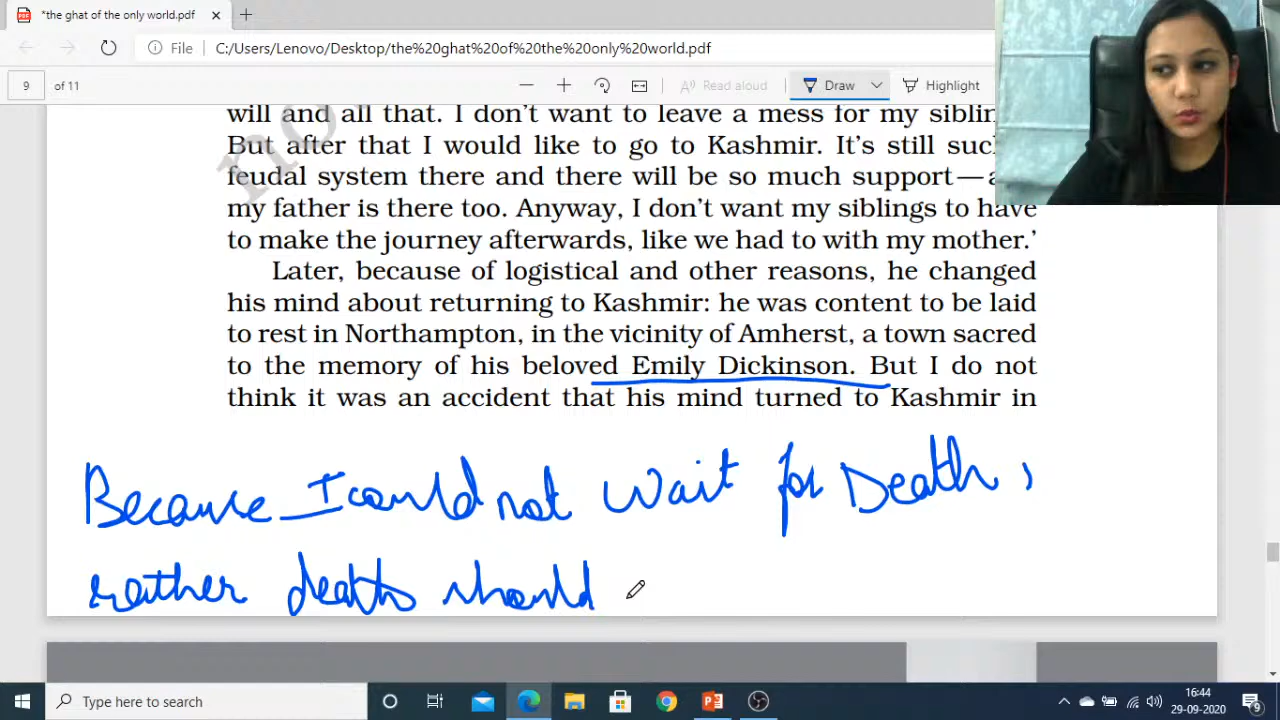 *the ghat of the only world.pdf
File C:/Users/Lenovo/Desktop/the%20ghat%20of%20the%20only%20world.pdf
9 of 11 Read aloud Draw Highlight
will and all that. I don't want to leave a mess for my
But after that I would like to go to Kashmir. It's still
feudal system there and there will be so much support—
my father is there too. Anyway, I don't want my siblings to have
to make the journey afterwards, like we had to with my mother.'
Later, because of logistical and other reasons, he changed
his mind about returning to Kashmir: he was content to be laid
to rest in Northampton, in the vicinity of Amherst, a town sacred
to the memory of his beloved Emily Dickinson. But I do not
think it was an accident that his mind turned to Kashmir in
Because I could not Wait for Death,
rather death should
Type here to search
16:44
29-09-2020
9